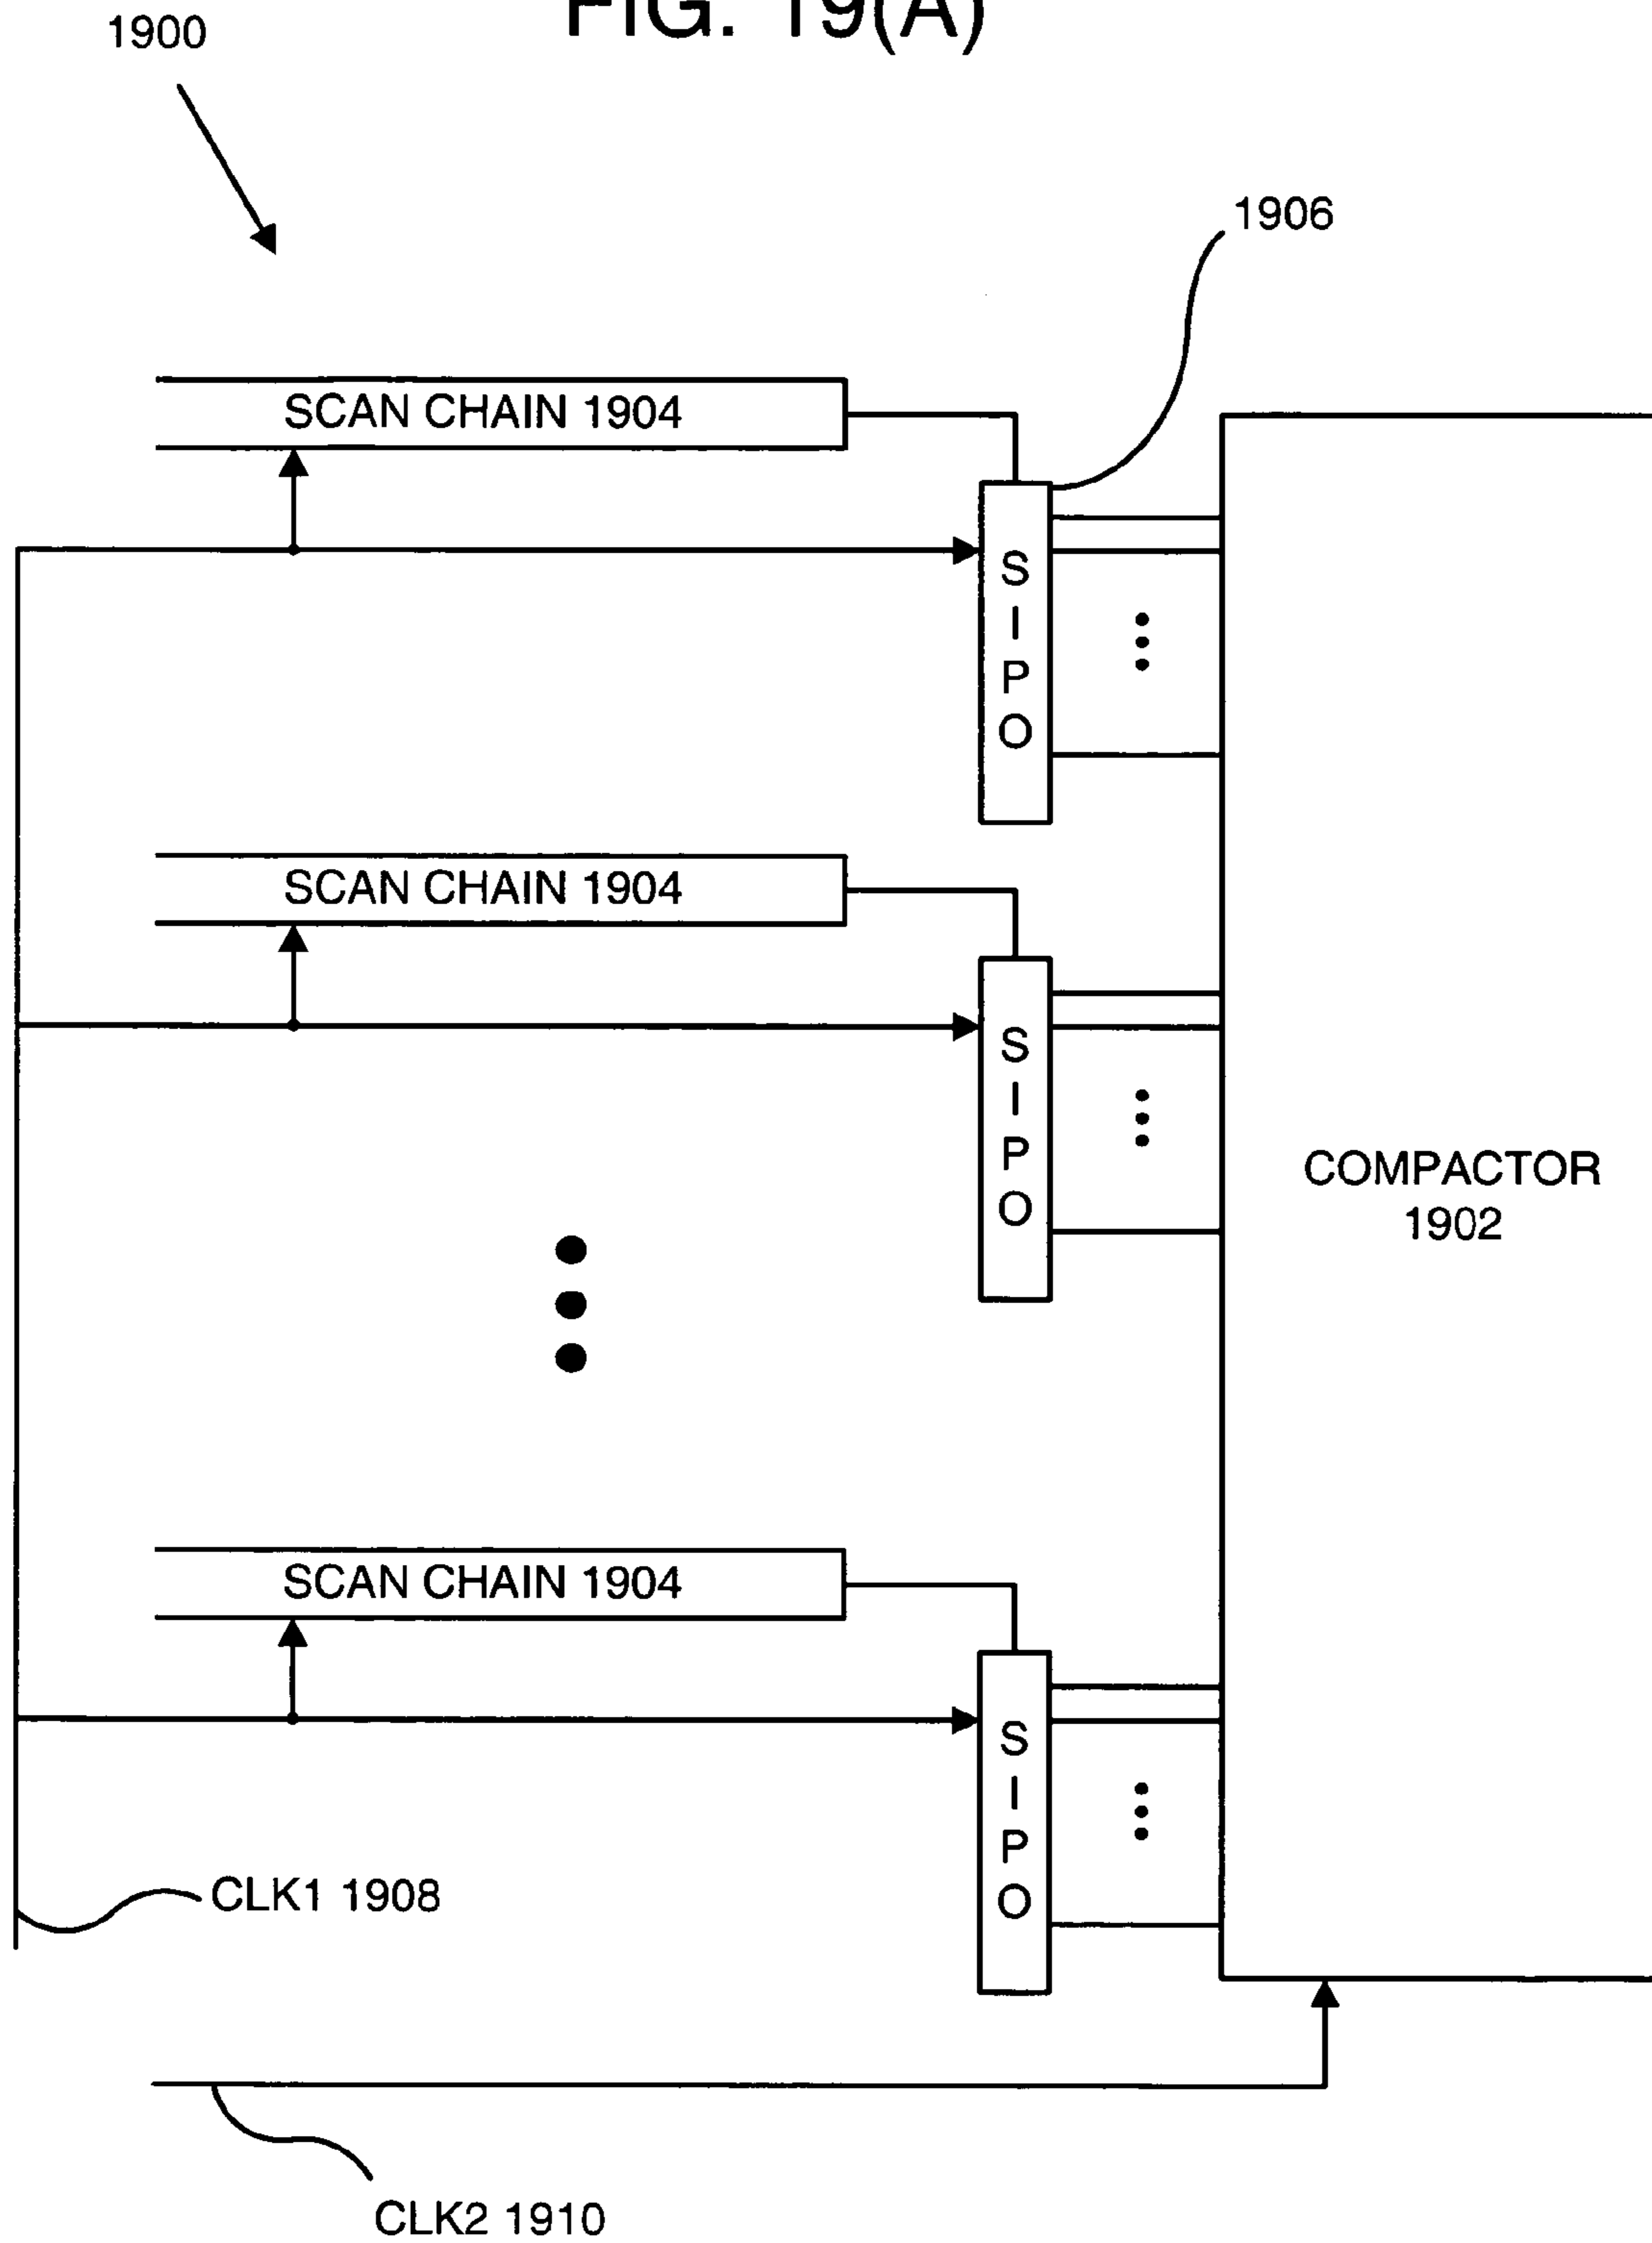 FIG. 19(A)
1900
1906
SCAN CHAIN 1904
S
I
P
O
SCAN CHAIN 1904
S
I
P
O
COMPACTOR
1902
SCAN CHAIN 1904
S
I
P
O
CLK1 1908
CLK2 1910